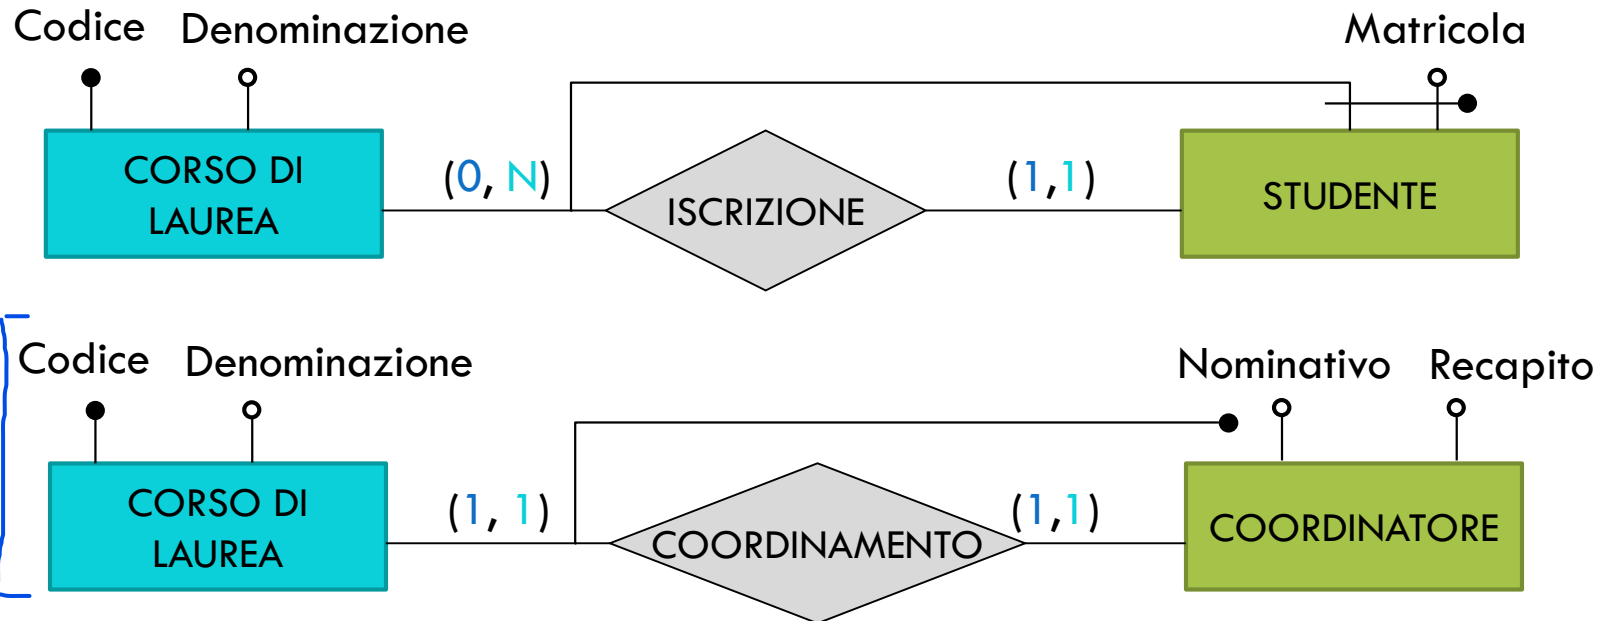 Codice Denominazione Matricola
CORSO DI
LAUREA
(0, N)
ISCRIZIONE
(1,1)
STUDENTE
Codice Denominazione Nominativo Recapito
CORSO DI
LAUREA
(1, 1)
COORDINAMENTO
(1,1)
COORDINATORE